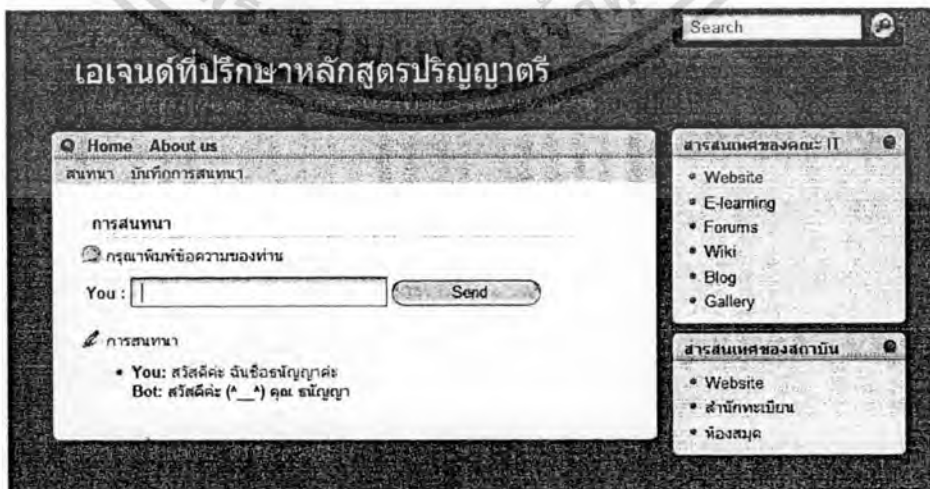 Search
เอเจนด์ที่ปรึกษาหลักสูตรปริญญาตรี
Home About us
สนทนา บันทึกการสนทนา
การสนทนา
กรุณาพิมพ์ข้อความของท่าน
You : Send
การสนทนา
You: สวัสดีค่ะ ฉันชื่อธนัญญาค่ะ
Bot: สวัสดีค่ะ (^__^) คุณ ธนัญญา
สารสนเทศของคณะ IT
Website
E-learning
Forums
Wiki
Blog
Gallery
สารสนเทศของสถาบัน
Website
สำนักทะเบียน
ห้องสมุด